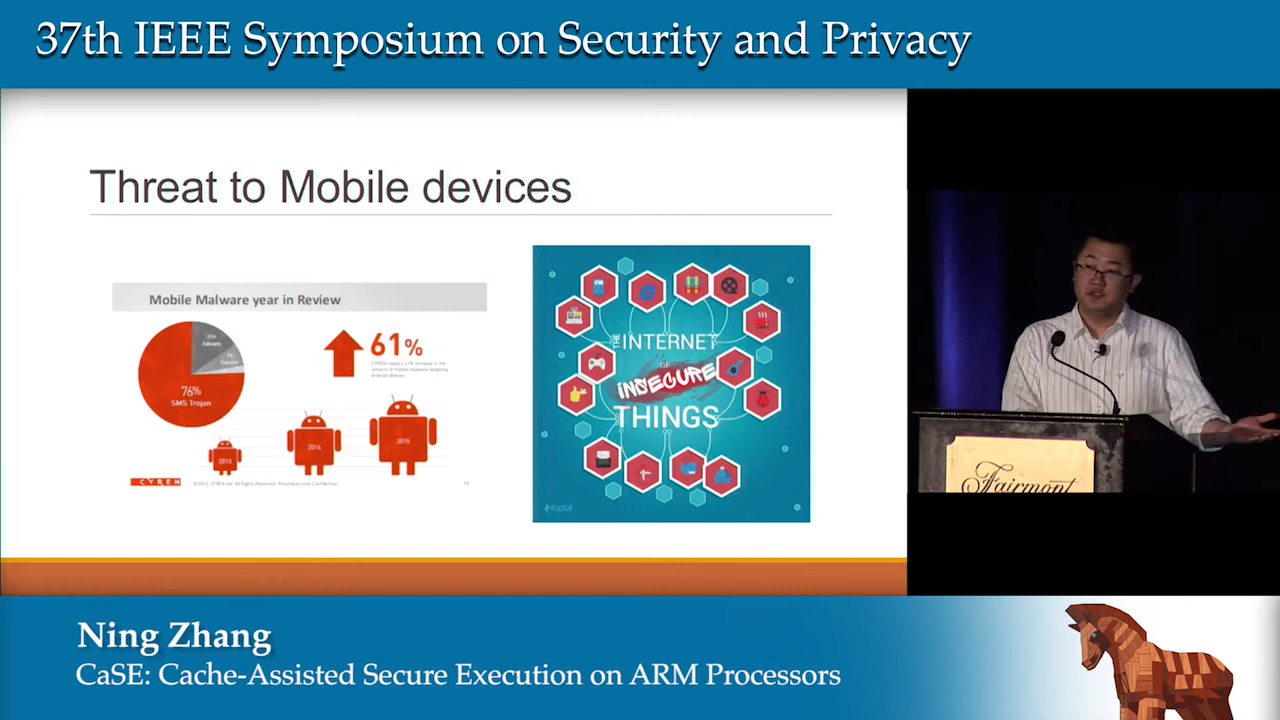 37th IEEE Symposium on Security and Privacy
Threat to Mobile devices
Mobile Malware year in Review
76%
SMS Trojan
Adware
61%
2013
2014
2015
CYREN
THE INTERNET
OF
INSECURE
THINGS
toptal
Fairmont
Ning Zhang
CaSE: Cache-Assisted Secure Execution on ARM Processors